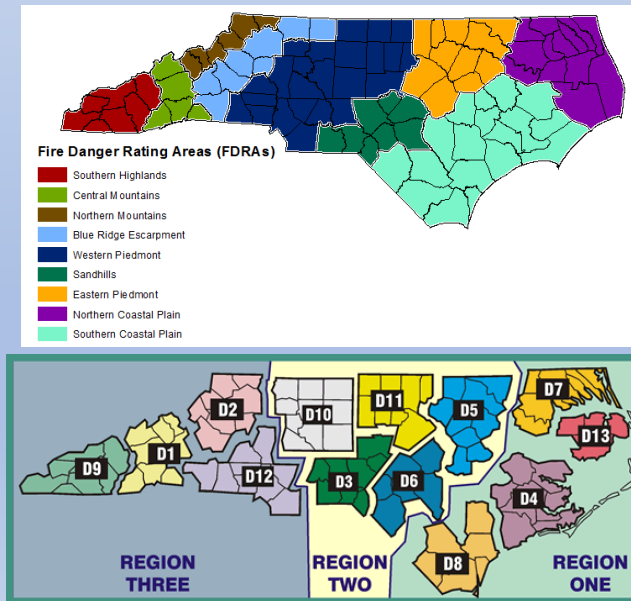 Fire Danger Rating Areas (FDRAs)
Southern Highlands
Central Mountains
Northern Mountains
Blue Ridge Escarpment
Western Piedmont
Sandhills
Eastern Piedmont
Northern Coastal Plain
Southern Coastal Plain
D2
D10
D11
D5
D7
D13
D9
D1
D12
D3
D6
D4
D8
REGION
THREE
REGION
TWO
REGION
ONE